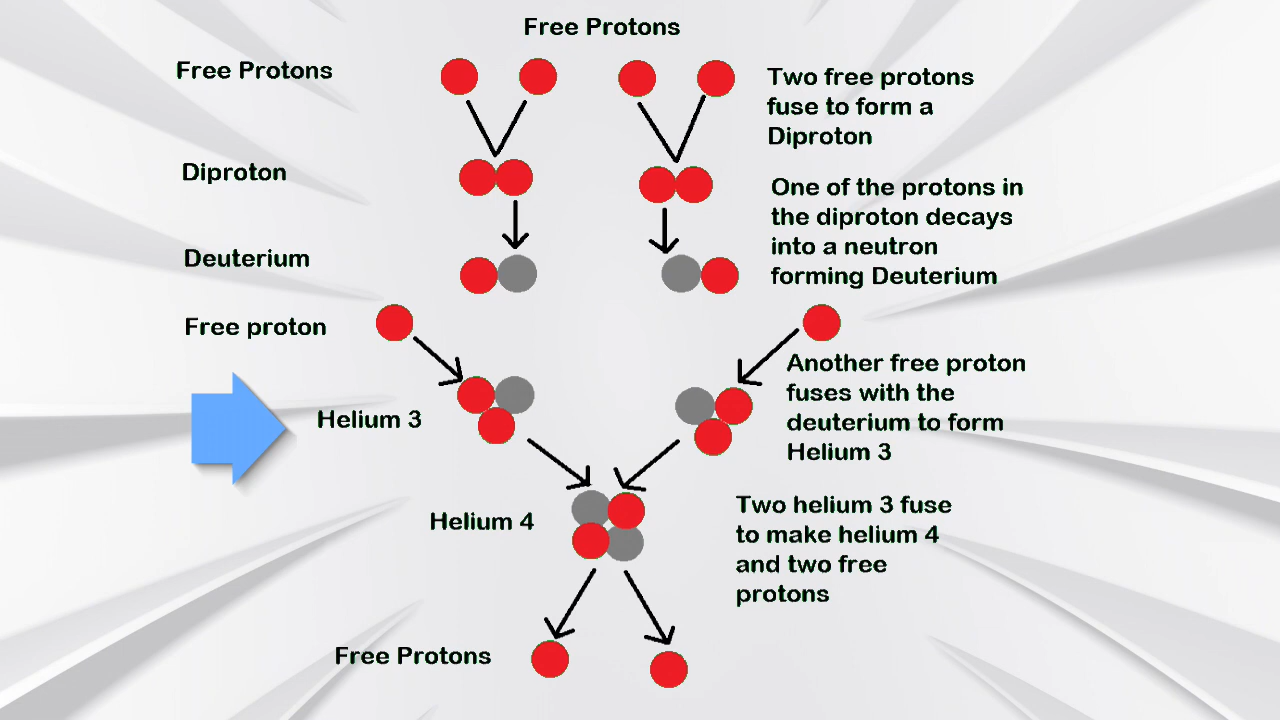 Free Protons
Free Protons
Two free protons
fuse to form a
Diproton
Diproton
One of the protons in
the diproton decays
into a neutron
forming Deuterium
Deuterium
Free proton
Another free proton
fuses with the
deuterium to form
Helium 3
Helium 3
Two helium 3 fuse
to make helium 4
and two free
protons
Helium 4
Free Protons